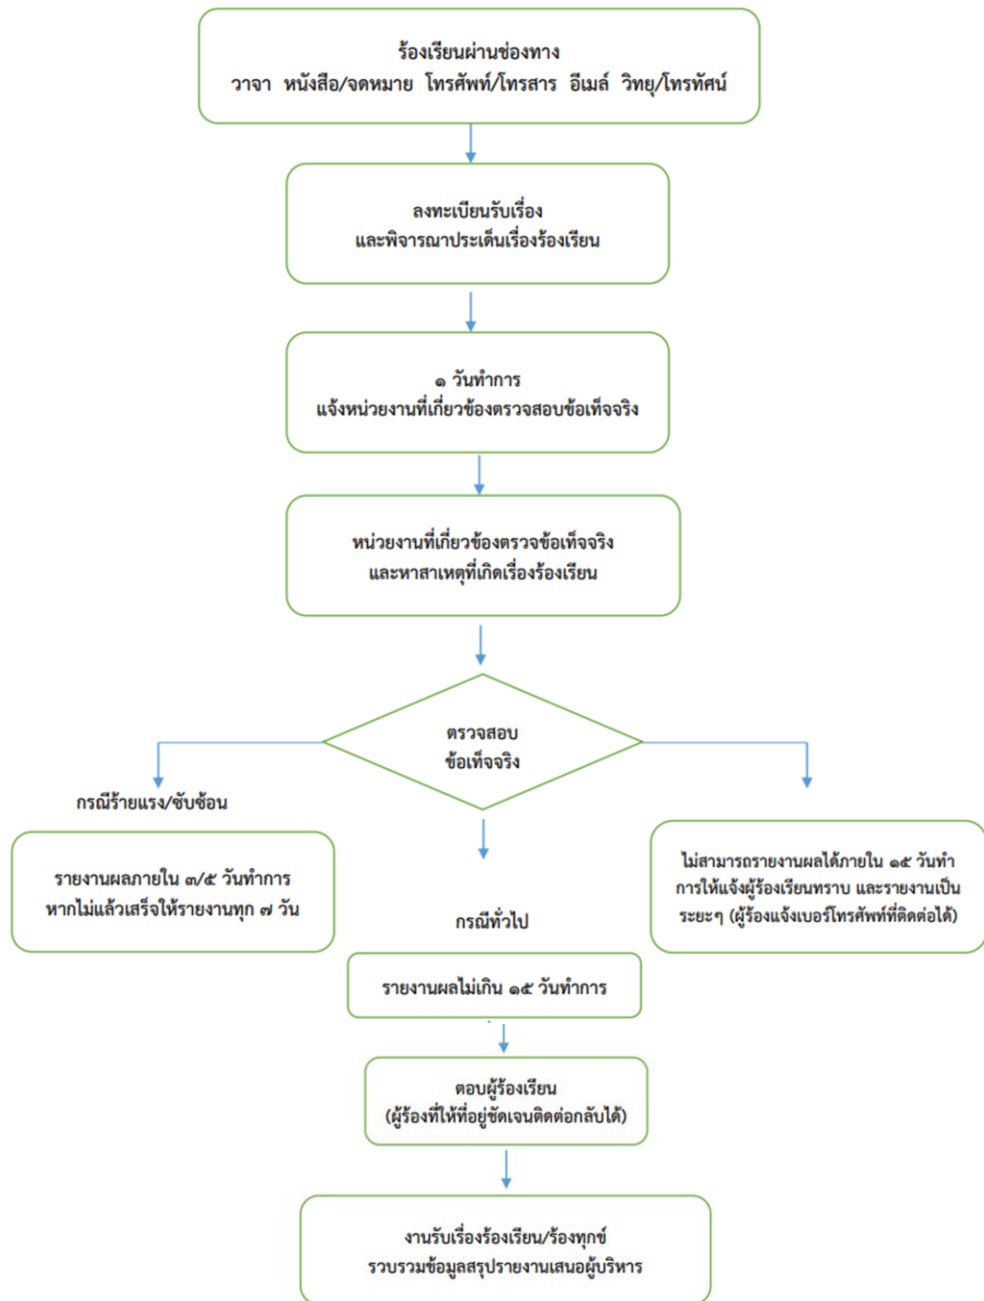 ร้องเรียนผ่านช่องทาง
วาจา หนังสือ/จดหมาย โทรศัพท์/โทรสาร อีเมล์ วิทยุ/โทรทัศน์
ลงทะเบียนรับเรื่อง
และพิจารณาประเด็นเรื่องร้องเรียน
๑ วันทำการ
แจ้งหน่วยงานที่เกี่ยวข้องตรวจสอบข้อเท็จจริง
หน่วยงานที่เกี่ยวข้องตรวจข้อเท็จจริง
และหาสาเหตุที่เกิดเรื่องร้องเรียน
ตรวจสอบ
ข้อเท็จจริง
กรณีร้ายแรง/ซับซ้อน
รายงานผลภายใน ๓/๕ วันทำการ
หากไม่แล้วเสร็จให้รายงานทุก ๗ วัน
กรณีทั่วไป
รายงานผลไม่เกิน ๑๕ วันทำการ
ไม่สามารถรายงานผลได้ภายใน ๑๕ วันทำ
การให้แจ้งผู้ร้องเรียนทราบ และรายงานเป็น
ระยะๆ (ผู้ร้องแจ้งเบอร์โทรศัพท์ที่ติดต่อได้)
ตอบผู้ร้องเรียน
(ผู้ร้องที่ให้ที่อยู่ชัดเจนติดต่อกลับได้)
งานรับเรื่องร้องเรียน/ร้องทุกข์
รวบรวมข้อมูลสรุปรายงานเสนอผู้บริหาร